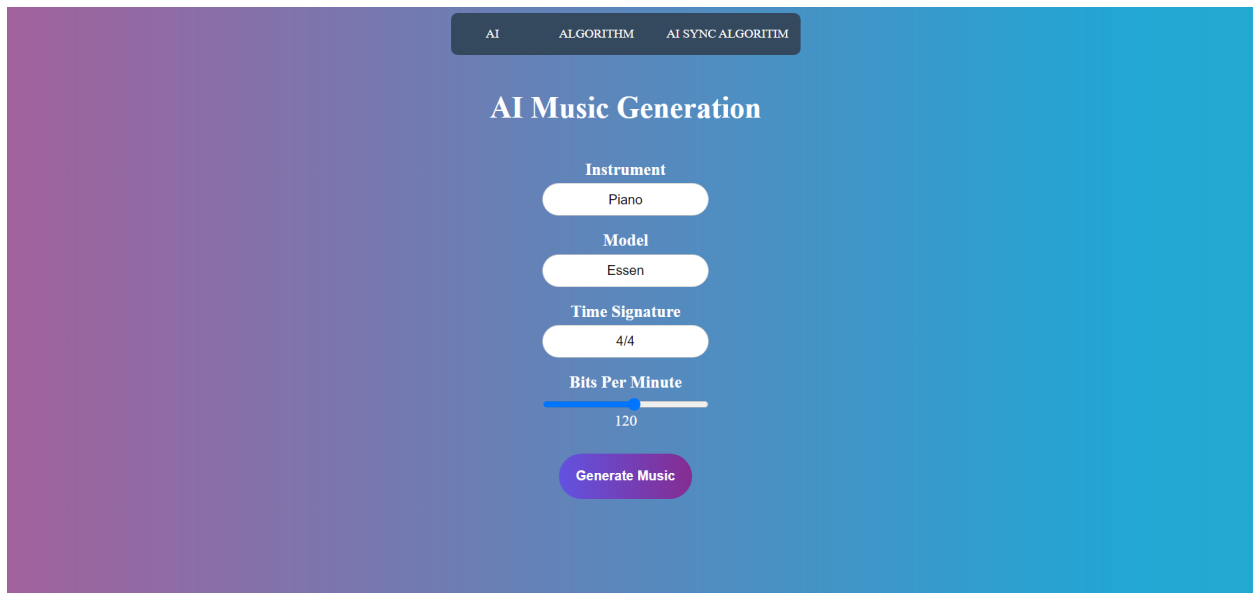 AI ALGORITHM AI SYNC ALGORITIM
AI Music Generation
Instrument
Piano
Model
Essen
Time Signature
4/4
Bits Per Minute
120
Generate Music